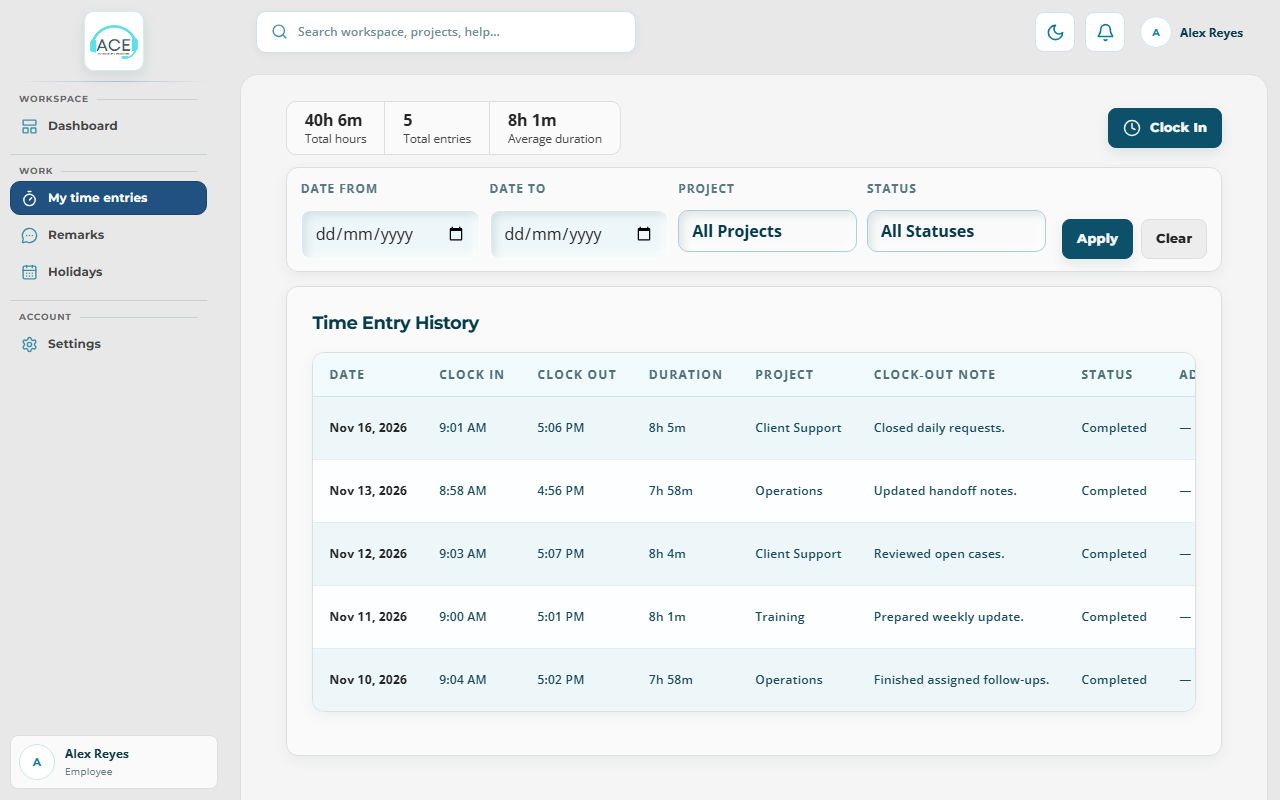 ACE
Search workspace, projects, help...
A
Alex Reyes
WORKSPACE
Dashboard
WORK
My time entries
Remarks
Holidays
ACCOUNT
Settings
40h 6m
Total hours
5
Total entries
8h 1m
Average duration
Clock In
DATE FROM
DATE TO
PROJECT
STATUS
dd/mm/yyyy
dd/mm/yyyy
All Projects
All Statuses
Apply
Clear
Time Entry History
DATE CLOCK IN CLOCK OUT DURATION PROJECT CLOCK-OUT NOTE STATUS AD
Nov 16, 2026 9:01 AM 5:06 PM 8h 5m Client Support Closed daily requests. Completed —
Nov 13, 2026 8:58 AM 4:56 PM 7h 58m Operations Updated handoff notes. Completed —
Nov 12, 2026 9:03 AM 5:07 PM 8h 4m Client Support Reviewed open cases. Completed —
Nov 11, 2026 9:00 AM 5:01 PM 8h 1m Training Prepared weekly update. Completed —
Nov 10, 2026 9:04 AM 5:02 PM 7h 58m Operations Finished assigned follow-ups. Completed —
A
Alex Reyes
Employee